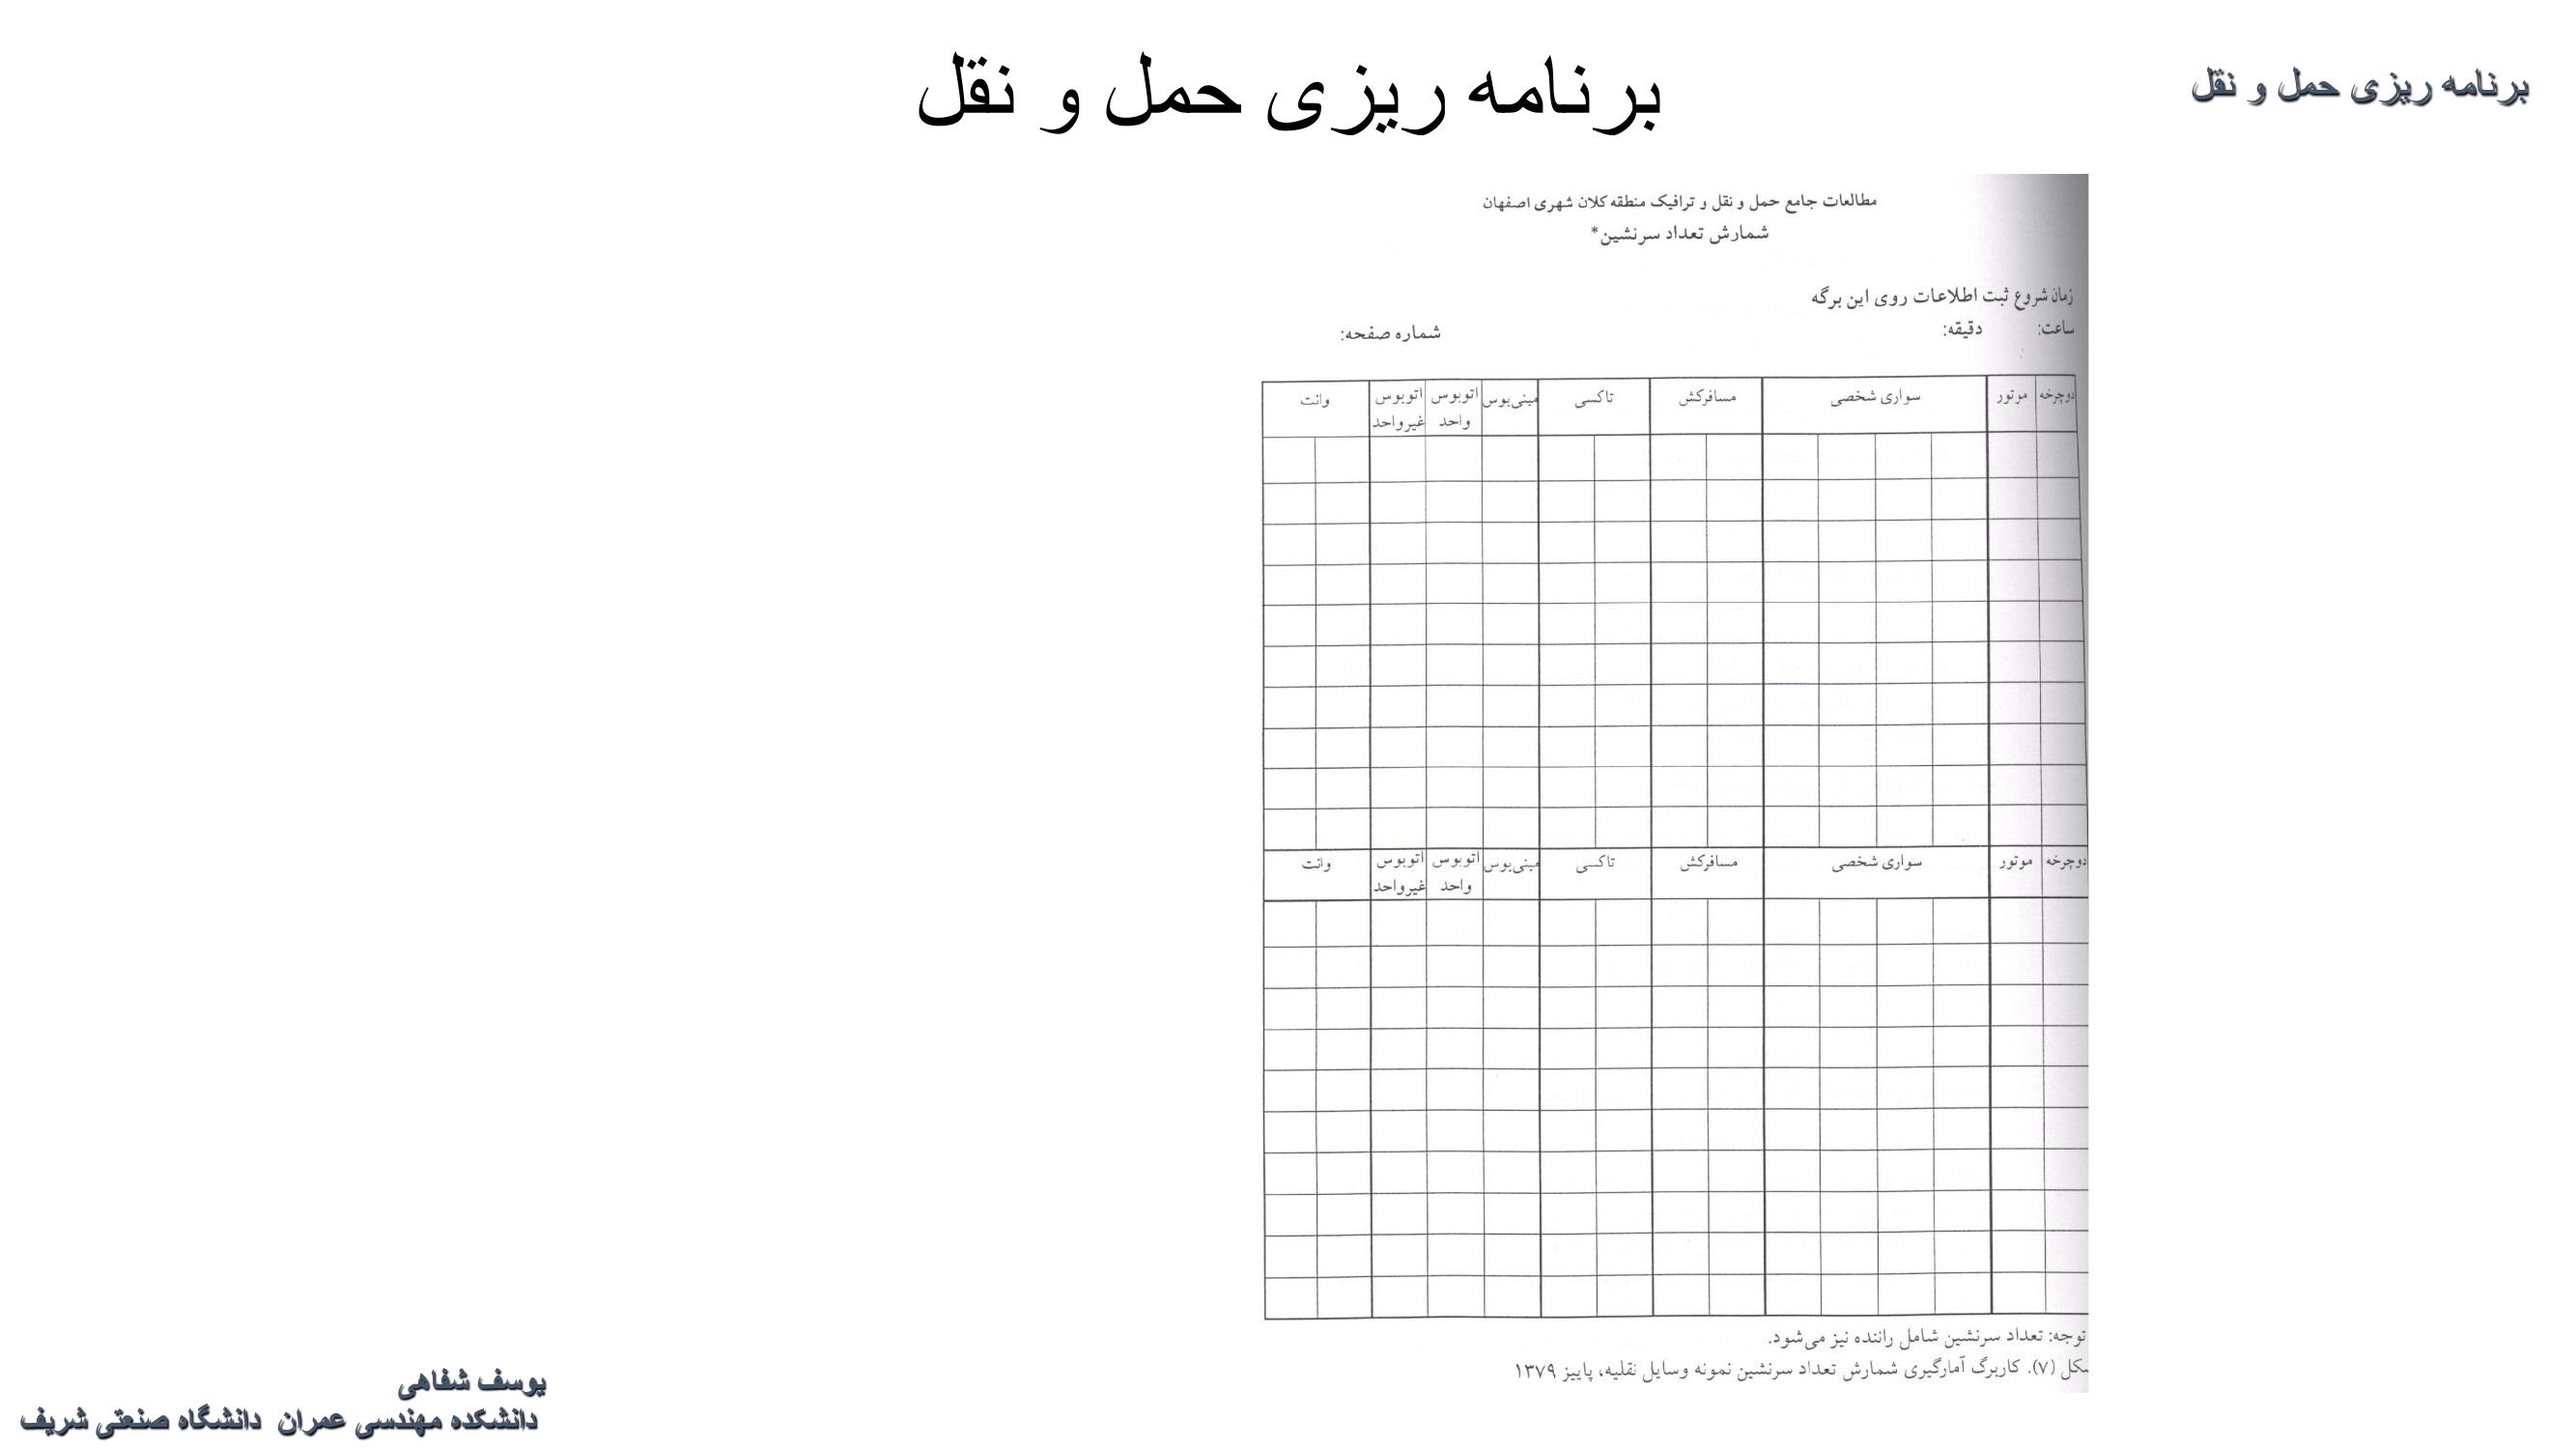 برنامه ریزی حمل و نقل
برنامه ریزی حمل و نقل
مطالعات جامع حمل و نقل و ترافیک منطقه کلان شهری اصفهان
شمارش تعداد سرنشین*
زمان شروع ثبت اطلاعات روی این برگه
ساعت: دقیقه: شماره صفحه:
دوچرخه موتور سواری شخصی مسافرکش تاکسی مینی‌بوس اتوبوس واحد اتوبوس غیرواحد وانت
دوچرخه موتور سواری شخصی مسافرکش تاکسی مینی‌بوس اتوبوس واحد اتوبوس غیرواحد وانت
توجه: تعداد سرنشین شامل راننده نیز می‌شود.
شکل (۷). کاربرگ آمارگیری شمارش تعداد سرنشین نمونه وسایل نقلیه، پاییز ۱۳۷۹
یوسف شفاهی
دانشکده مهندسی عمران دانشگاه صنعتی شریف